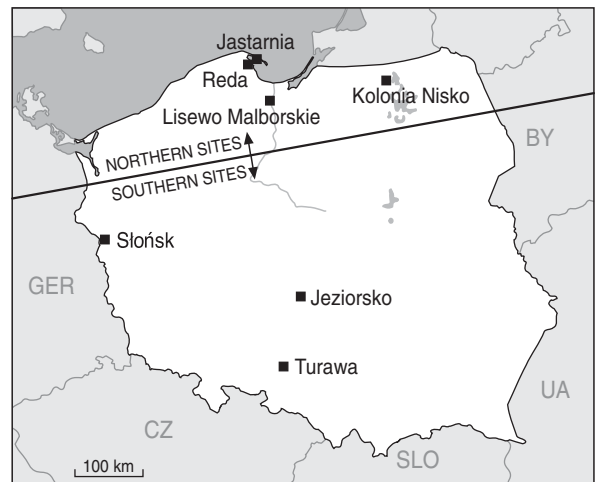 Jastarnia
Reda
Kolonia Nisko
Lisewo Malborskie
BY
NORTHERN SITES
SOUTHERN SITES
Słońsk
GER
Jeziorsko
Turawa
UA
CZ
SLO
100 km